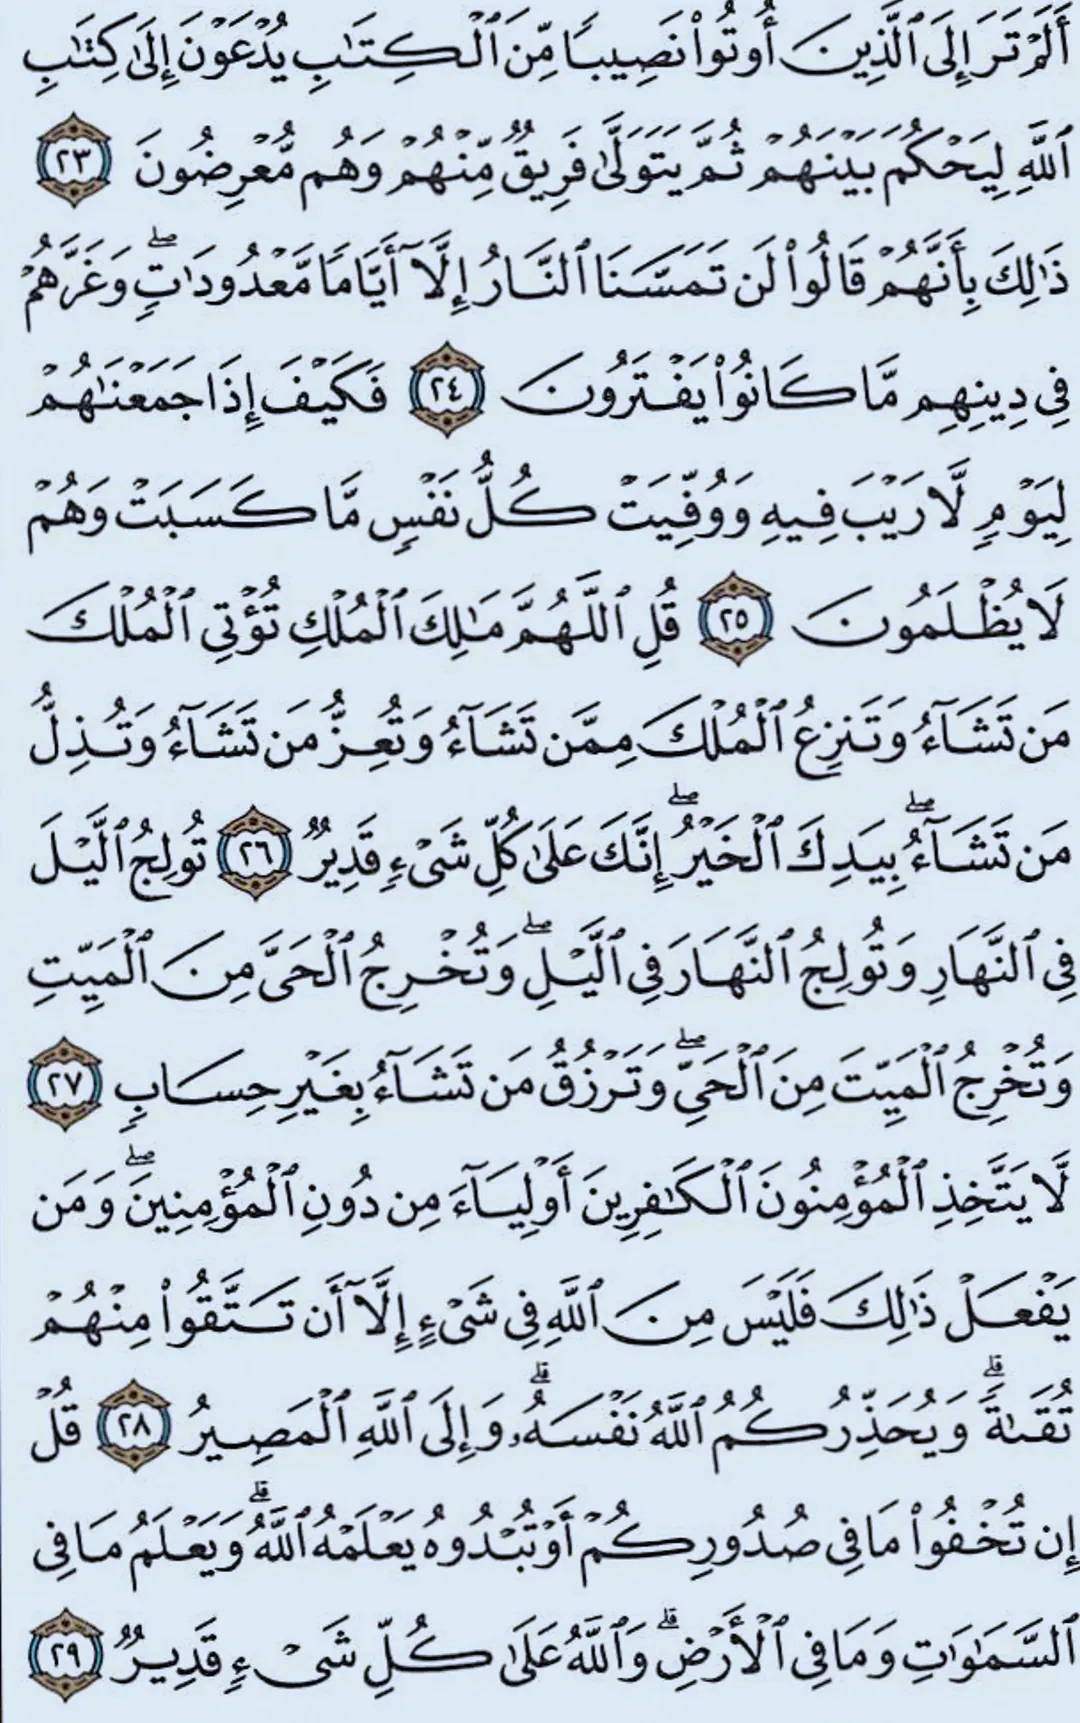 أَلَمْ تَرَ إِلَى ٱلَّذِينَ أُوتُوا۟ نَصِيبًا مِّنَ ٱلْكِتَـٰبِ يُدْعَوْنَ إِلَىٰ كِتَـٰبِ
ٱللَّهِ لِيَحْكُمَ بَيْنَهُمْ ثُمَّ يَتَوَلَّىٰ فَرِيقٌ مِّنْهُمْ وَهُم مُّعْرِضُونَ ٢٣
ذَٰلِكَ بِأَنَّهُمْ قَالُوا۟ لَن تَمَسَّنَا ٱلنَّارُ إِلَّآ أَيَّامًا مَّعْدُودَٰتٍ ۖ وَغَرَّهُمْ
فِى دِينِهِم مَّا كَانُوا۟ يَفْتَرُونَ ٢٤ فَكَيْفَ إِذَا جَمَعْنَـٰهُمْ
لِيَوْمٍ لَّا رَيْبَ فِيهِ وَوُفِّيَتْ كُلُّ نَفْسٍ مَّا كَسَبَتْ وَهُمْ
لَا يُظْلَمُونَ ٢٥ قُلِ ٱللَّهُمَّ مَـٰلِكَ ٱلْمُلْكِ تُؤْتِى ٱلْمُلْكَ
مَن تَشَآءُ وَتَنزِعُ ٱلْمُلْكَ مِمَّن تَشَآءُ وَتُعِزُّ مَن تَشَآءُ وَتُذِلُّ
مَن تَشَآءُ ۖ بِيَدِكَ ٱلْخَيْرُ ۖ إِنَّكَ عَلَىٰ كُلِّ شَىْءٍ قَدِيرٌ ٢٦ تُولِجُ ٱلَّيْلَ
فِى ٱلنَّهَارِ وَتُولِجُ ٱلنَّهَارَ فِى ٱلَّيْلِ ۖ وَتُخْرِجُ ٱلْحَىَّ مِنَ ٱلْمَيِّتِ
وَتُخْرِجُ ٱلْمَيِّتَ مِنَ ٱلْحَىِّ ۖ وَتَرْزُقُ مَن تَشَآءُ بِغَيْرِ حِسَابٍ ٢٧
لَّا يَتَّخِذِ ٱلْمُؤْمِنُونَ ٱلْكَـٰفِرِينَ أَوْلِيَآءَ مِن دُونِ ٱلْمُؤْمِنِينَ ۖ وَمَن
يَفْعَلْ ذَٰلِكَ فَلَيْسَ مِنَ ٱللَّهِ فِى شَىْءٍ إِلَّآ أَن تَتَّقُوا۟ مِنْهُمْ
تُقَىٰةً ۗ وَيُحَذِّرُكُمُ ٱللَّهُ نَفْسَهُۥ ۗ وَإِلَى ٱللَّهِ ٱلْمَصِيرُ ٢٨ قُلْ
إِن تُخْفُوا۟ مَا فِى صُدُورِكُمْ أَوْ تُبْدُوهُ يَعْلَمْهُ ٱللَّهُ ۗ وَيَعْلَمُ مَا فِى
ٱلسَّمَـٰوَٰتِ وَمَا فِى ٱلْأَرْضِ ۗ وَٱللَّهُ عَلَىٰ كُلِّ شَىْءٍ قَدِيرٌ ٢٩